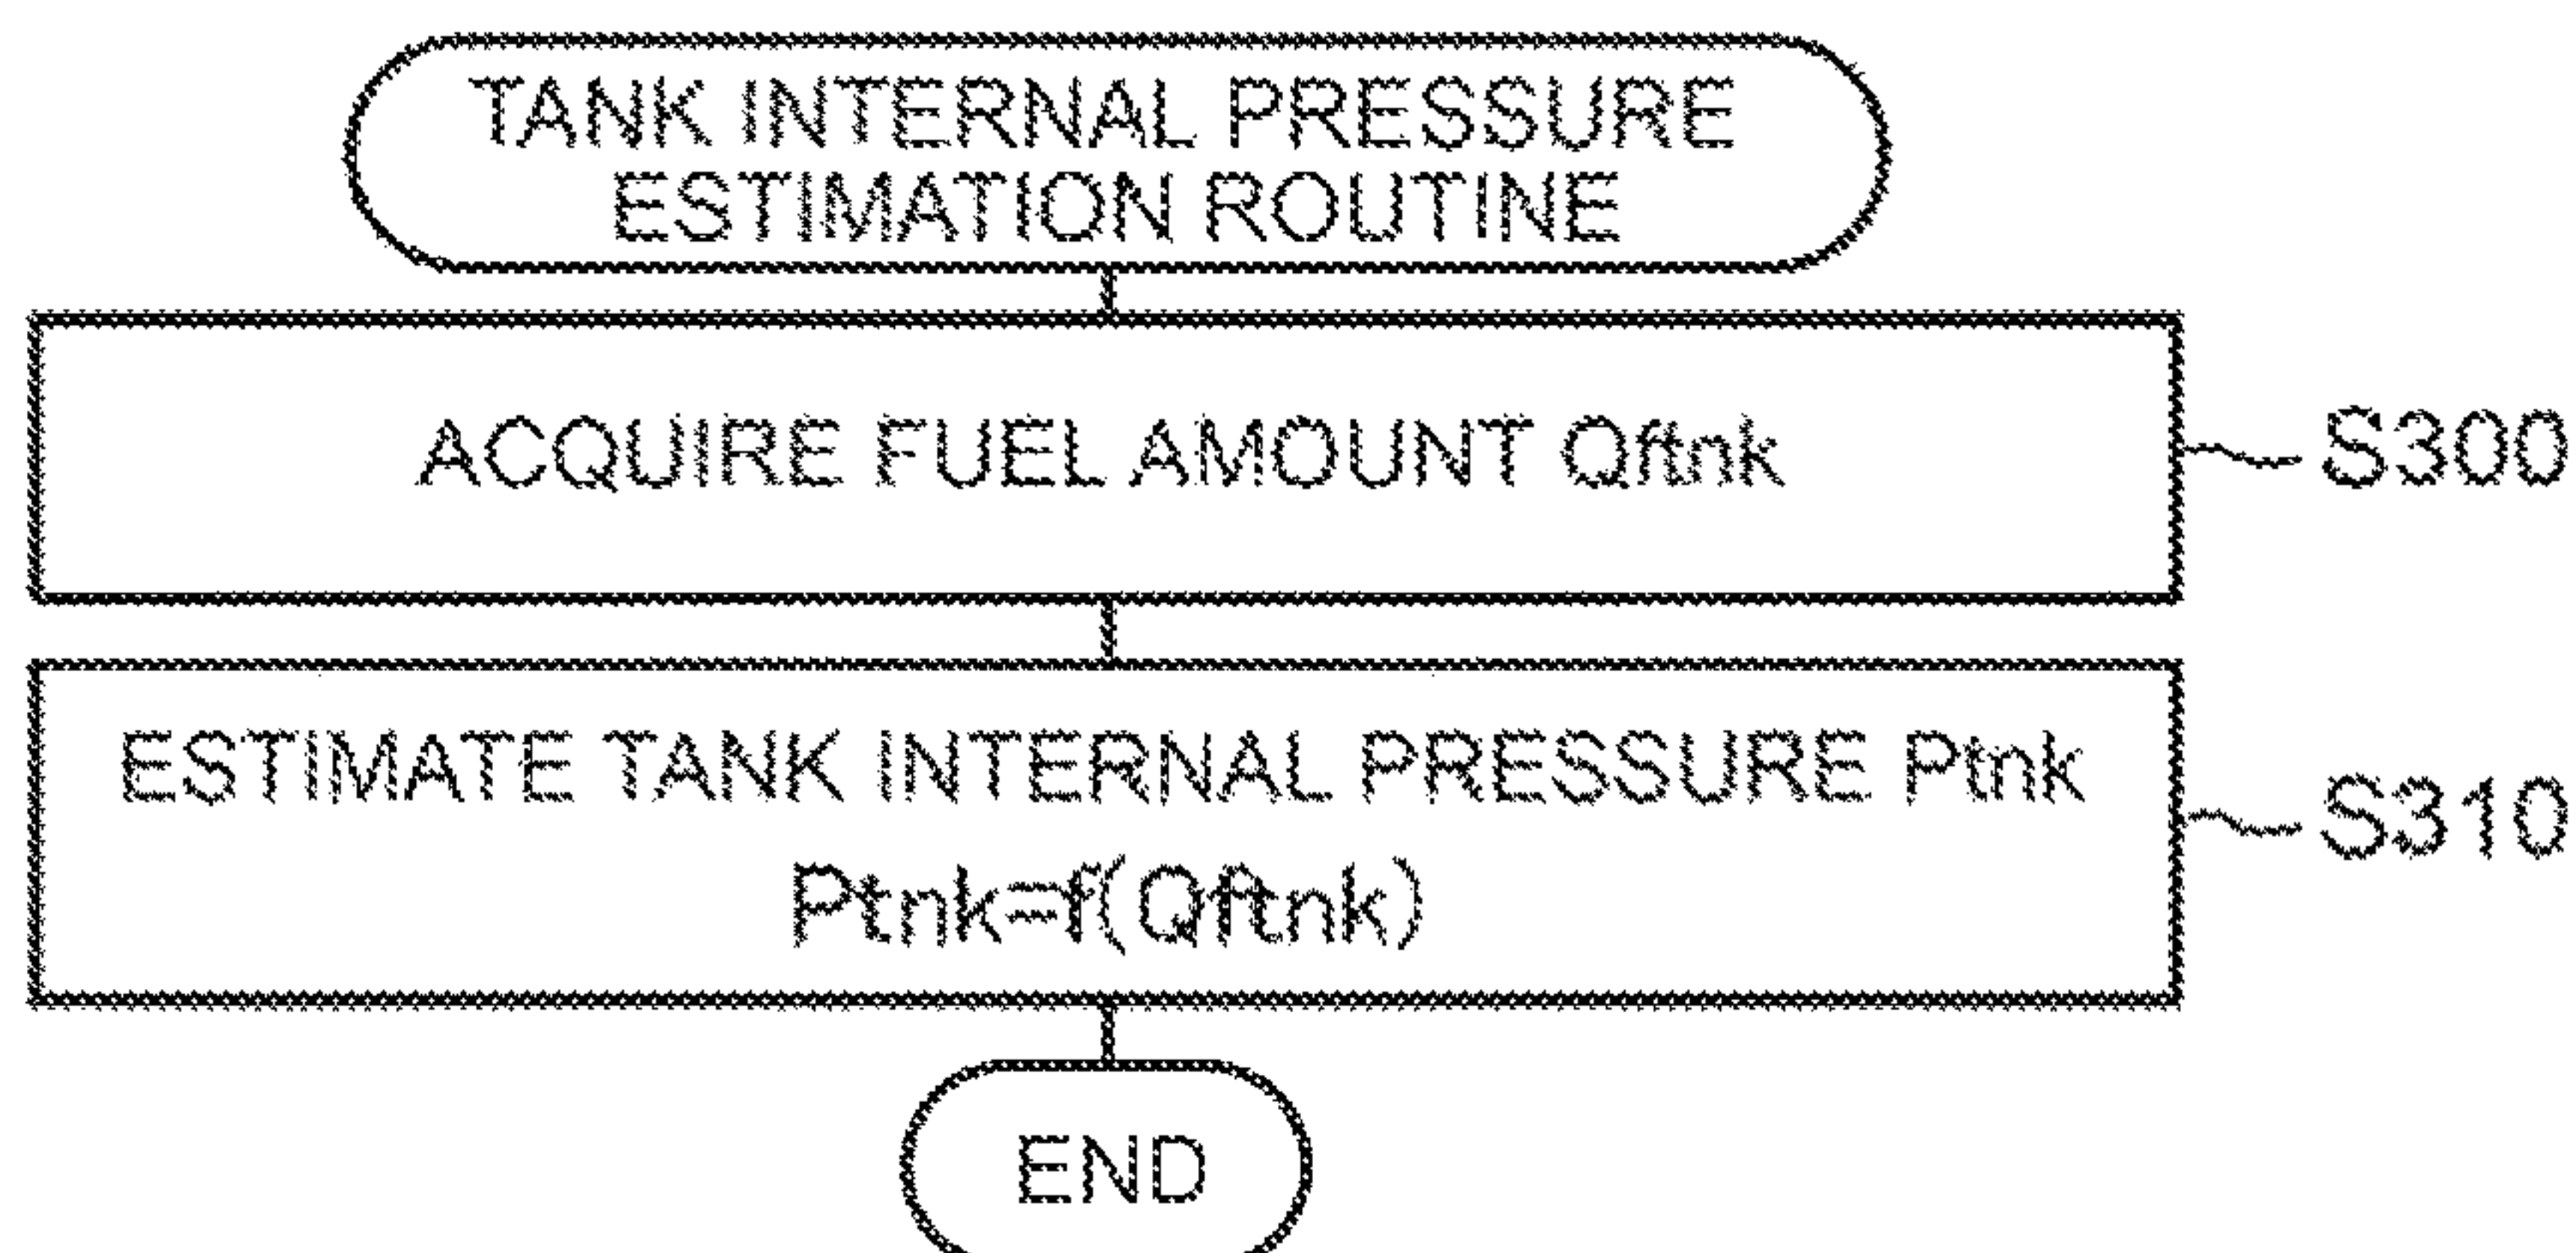 TANK INTERNAL PRESSURE
ESTIMATION ROUTINE
ACQUIRE FUEL AMOUNT Qftnk
S300
ESTIMATE TANK INTERNAL PRESSURE Ptnk
Ptnk=f(Qftnk)
S310
END